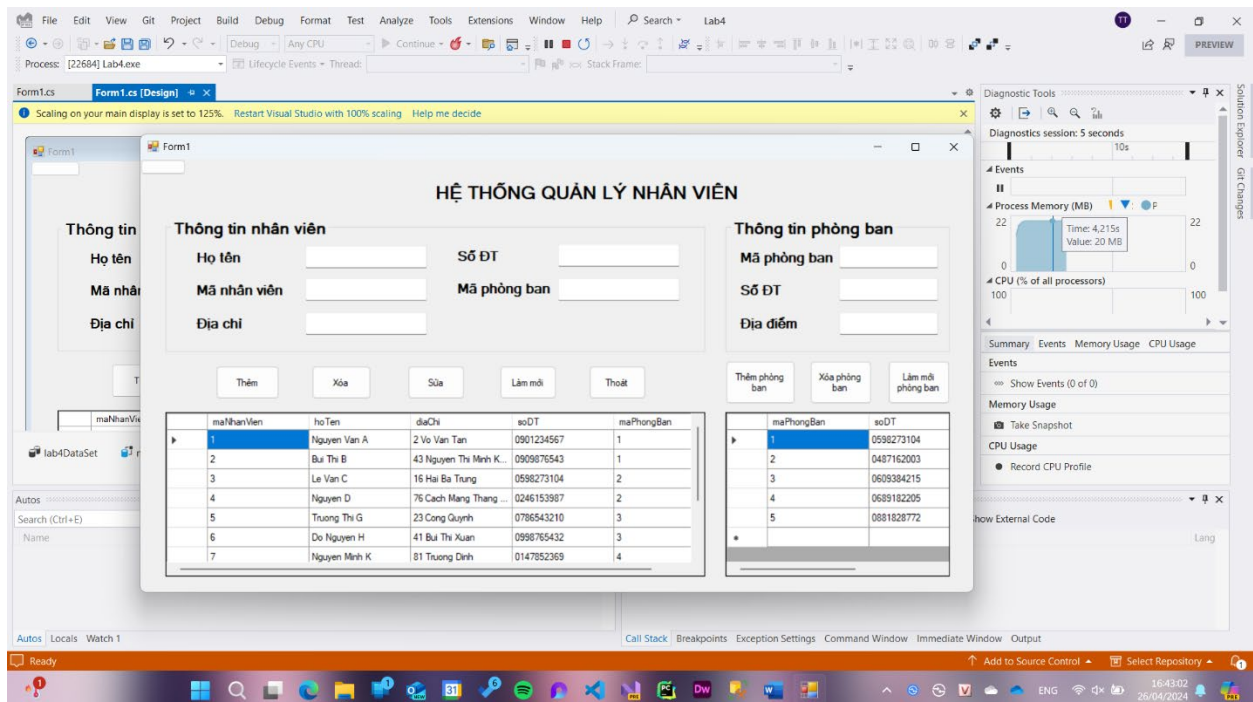 File Edit View Git Project Build Debug Format Test Analyze Tools Extensions Window Help Search Lab4 TT
Debug Any CPU Continue PREVIEW
Process: [22684] Lab4.exe Lifecycle Events Thread: Stack Frame:
Form1.cs Form1.cs [Design]
Scaling on your main display is set to 125%. Restart Visual Studio with 100% scaling Help me decide
Form1
Thông tin
Họ tên
Mã nhân
Địa chỉ
T
maNhanVie
lab4DataSet
Form1
HỆ THỐNG QUẢN LÝ NHÂN VIÊN
Thông tin nhân viên
Họ tên Số ĐT
Mã nhân viên Mã phòng ban
Địa chỉ
Thông tin phòng ban
Mã phòng ban
Số ĐT
Địa điểm
Thêm Xóa Sửa Làm mới Thoát
Thêm phòng ban Xóa phòng ban Làm mới phòng ban
maNhanVien hoTen diaChi soDT maPhongBan
1 Nguyen Van A 2 Vo Van Tan 0901234567 1
2 Bui Thi B 43 Nguyen Thi Minh K... 0909876543 1
3 Le Van C 16 Hai Ba Trung 0598273104 2
4 Nguyen D 76 Cach Mang Thang ... 0246153987 2
5 Truong Thi G 23 Cong Quynh 0786543210 3
6 Do Nguyen H 41 Bui Thi Xuan 0998765432 3
7 Nguyen Minh K 81 Truong Dinh 0147852369 4
maPhongBan soDT
1 0598273104
2 0487162003
3 0609384215
4 0689182205
5 0881828772
Diagnostic Tools
Diagnostics session: 5 seconds
10s
Events
Process Memory (MB) F
22 22
Time: 4,215s
Value: 20 MB
0 0
CPU (% of all processors)
100 100
Summary Events Memory Usage CPU Usage
Events
Show Events (0 of 0)
Memory Usage
Take Snapshot
CPU Usage
Record CPU Profile
Solution Explorer
Git Changes
Autos
Search (Ctrl+E)
Name
how External Code
Lang
Autos Locals Watch 1
Call Stack Breakpoints Exception Settings Command Window Immediate Window Output
Ready Add to Source Control Select Repository 1
ENG 16:43:02
26/04/2024